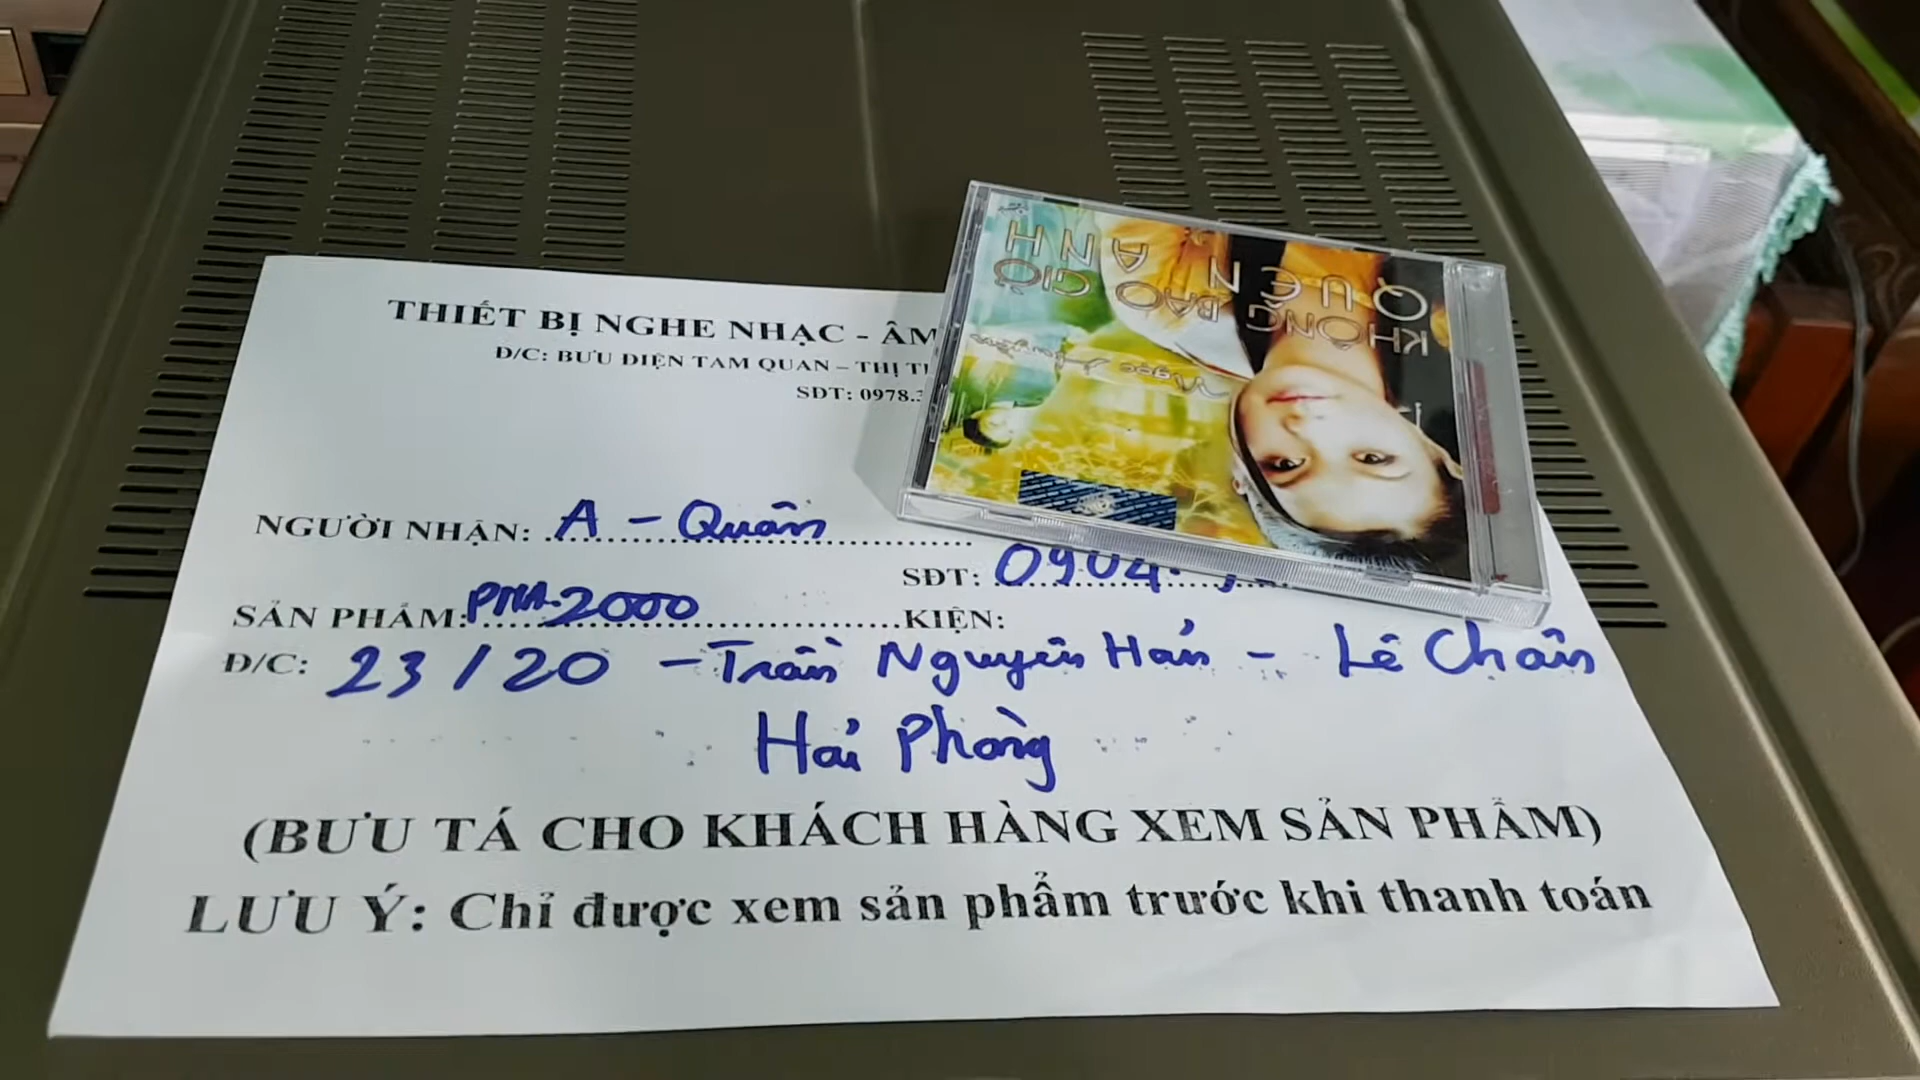 THIẾT BỊ NGHE NHẠC - ÂM
Đ/C: BƯU ĐIỆN TAM QUAN – THỊ
SĐT: 0978.3
NGƯỜI NHẬN: A - Quân
SĐT: 0904.
SẢN PHẨM: PMA-2000
KIỆN:
Đ/C: 23/20 - Trần Nguyên Hãn - Lê Chân
Hải Phòng
(BƯU TÁ CHO KHÁCH HÀNG XEM SẢN PHẨM)
LƯU Ý: Chỉ được xem sản phẩm trước khi thanh toán
KHÔNG BAO GIỜ
QUÊN ANH